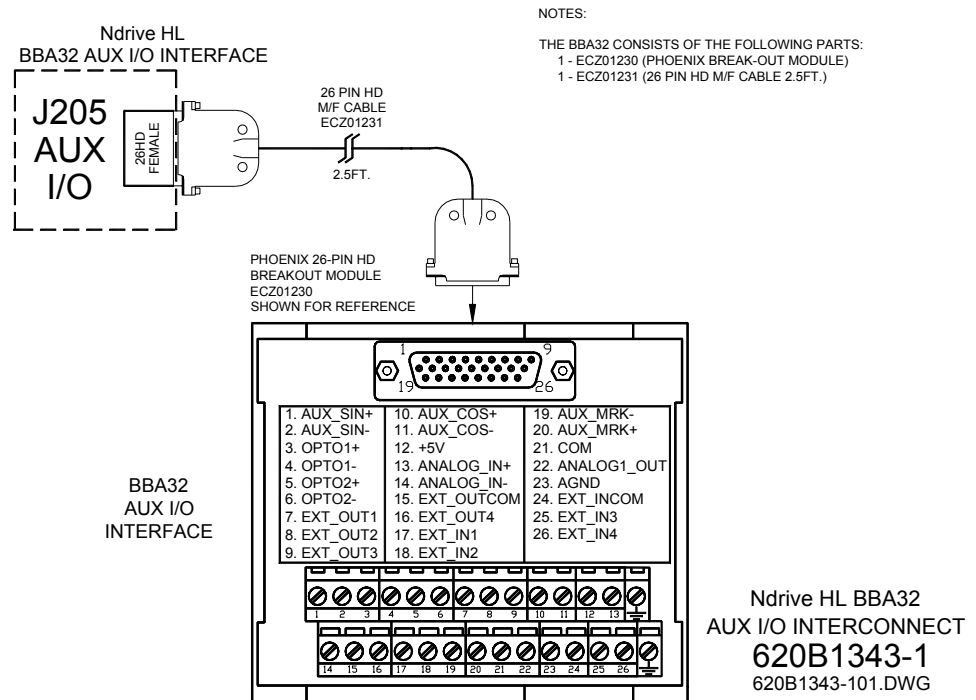 NOTES:
THE BBA32 CONSISTS OF THE FOLLOWING PARTS:
1 - ECZ01230 (PHOENIX BREAK-OUT MODULE)
1 - ECZ01231 (26 PIN HD M/F CABLE 2.5FT.)
Ndrive HL
BBA32 AUX I/O INTERFACE
J205
AUX
I/O
26HD
FEMALE
26 PIN HD
M/F CABLE
ECZ01231
2.5FT.
PHOENIX 26-PIN HD
BREAKOUT MODULE
ECZ01230
SHOWN FOR REFERENCE
1 9
19 26
1. AUX_SIN+
2. AUX_SIN-
3. OPTO1+
4. OPTO1-
5. OPTO2+
6. OPTO2-
7. EXT_OUT1
8. EXT_OUT2
9. EXT_OUT3
10. AUX_COS+
11. AUX_COS-
12. +5V
13. ANALOG_IN+
14. ANALOG_IN-
15. EXT_OUTCOM
16. EXT_OUT4
17. EXT_IN1
18. EXT_IN2
19. AUX_MRK-
20. AUX_MRK+
21. COM
22. ANALOG1_OUT
23. AGND
24. EXT_INCOM
25. EXT_IN3
26. EXT_IN4
BBA32
AUX I/O
INTERFACE
1 2 3 4 5 6 7 8 9 10 11 12 13
14 15 16 17 18 19 20 21 22 23 24 25 26
Ndrive HL BBA32
AUX I/O INTERCONNECT
620B1343-1
620B1343-101.DWG